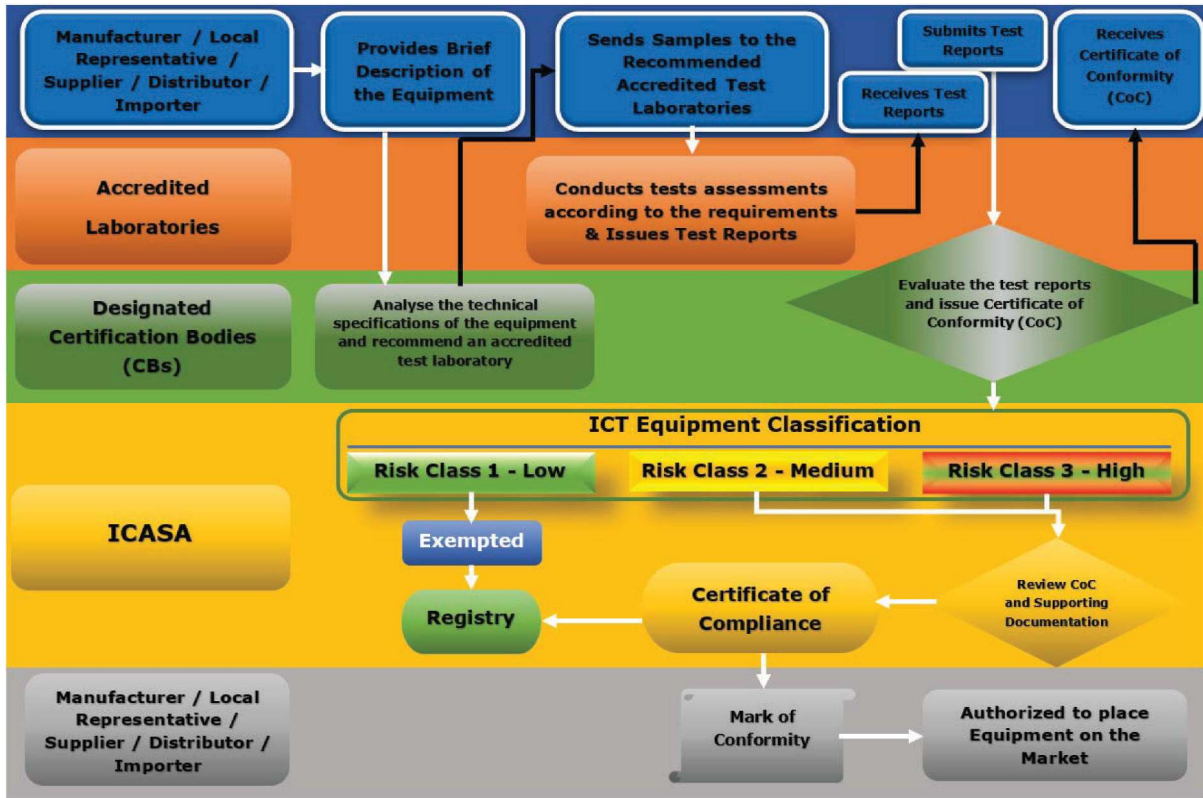 Manufacturer / Local
Representative /
Supplier / Distributor /
Importer
Provides Brief
Description of
the Equipment
Sends Samples to the
Recommended
Accredited Test
Laboratories
Receives Test
Reports
Submits Test
Reports
Receives
Certificate of
Conformity
(CoC)
Accredited
Laboratories
Conducts tests assessments
according to the requirements
& Issues Test Reports
Designated
Certification Bodies
(CBs)
Analyse the technical
specifications of the equipment
and recommend an accredited
test laboratory
Evaluate the test reports
and issue Certificate of
Conformity (CoC)
ICASA
ICT Equipment Classification
Risk Class 1 - Low
Risk Class 2 - Medium
Risk Class 3 - High
Exempted
Registry
Certificate of
Compliance
Review CoC
and Supporting
Documentation
Manufacturer / Local
Representative /
Supplier / Distributor /
Importer
Mark of
Conformity
Authorized to place
Equipment on the
Market